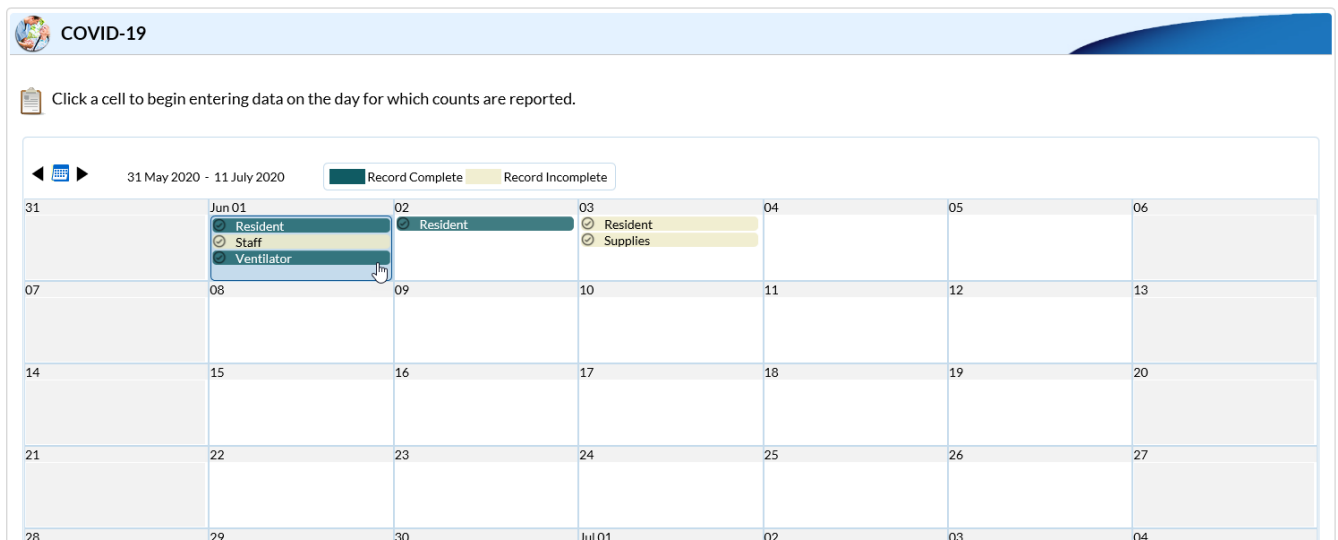 COVID-19
Click a cell to begin entering data on the day for which counts are reported.
31 May 2020 - 11 July 2020 Record Complete Record Incomplete
31 Jun 01 02 03 04 05 06
Resident Resident Resident
Staff Supplies
Ventilator
07 08 09 10 11 12 13
14 15 16 17 18 19 20
21 22 23 24 25 26 27
28 29 30 Jul 01 02 03 04